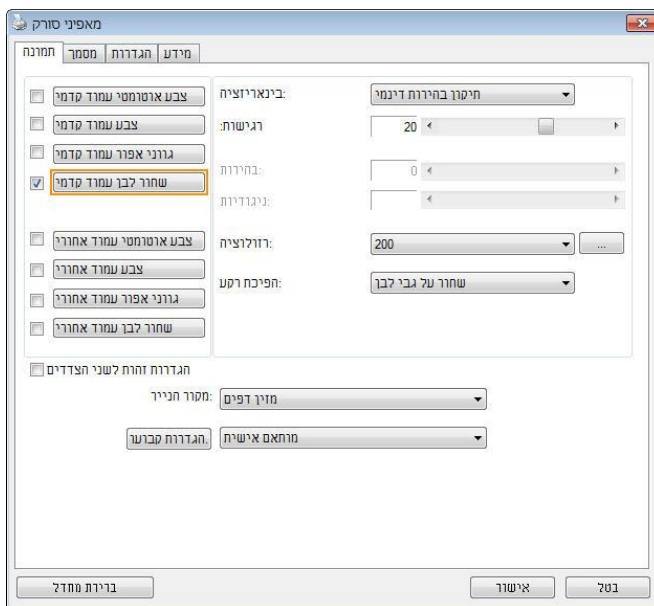 מאפיני סורק
תמונה מסמך הגדרות מידע
צבע אוטומטי עמוד קדמי
צבע עמוד קדמי
גווני אפור עמוד קדמי
שחור לבן עמוד קדמי
צבע אוטומטי עמוד אחורי
צבע עמוד אחורי
גווני אפור עמוד אחורי
שחור לבן עמוד אחורי
בינאריזציה: תיקון בהירות דינמי
רגישות: 20
בהירות: 0
ניגודיות:
רזולוציה: 200 ...
הפיכת רקע: שחור על גבי לבן
הגדרות זהות לשני הצדדים
מקור הנייר: מזין דפים
הגדרות קבועו. מותאם אישית
ברירת מחדל אישור בטל